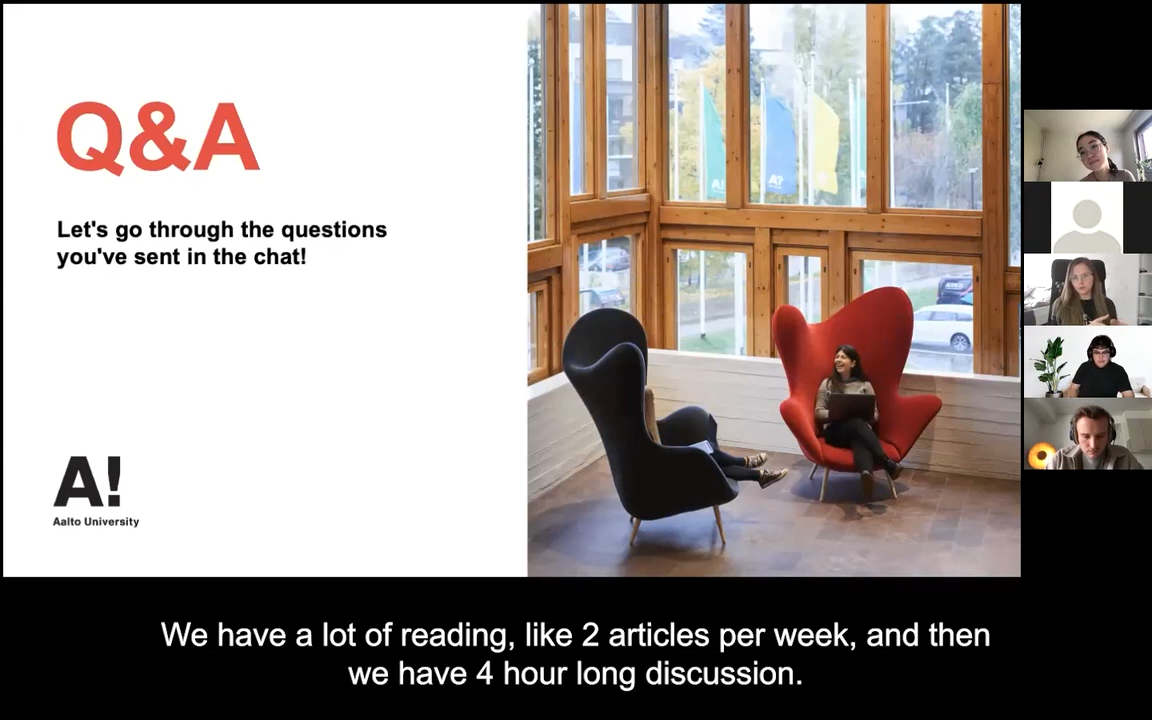 Q&A
Let's go through the questions
you've sent in the chat!
A!
Aalto University
A!
A?
We have a lot of reading, like 2 articles per week, and then
we have 4 hour long discussion.